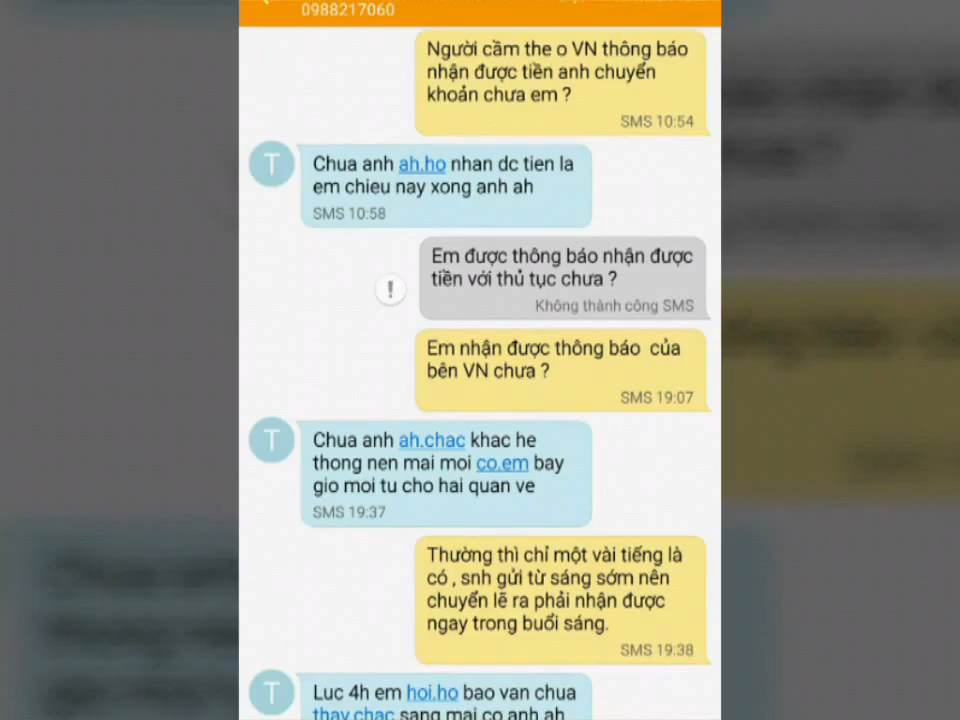 0988217060
Người cầm the o VN thông báo
nhận được tiền anh chuyển
khoản chưa em ?
SMS 10:54
T
Chua anh ah.ho nhan dc tien la
em chieu nay xong anh ah
SMS 10:58
Em được thông báo nhận được
tiền với thủ tục chưa ?
!
Không thành công SMS
Em nhận được thông báo của
bên VN chưa ?
SMS 19:07
T
Chua anh ah.chac khac he
thong nen mai moi co.em bay
gio moi tu cho hai quan ve
SMS 19:37
Thường thì chỉ một vài tiếng là
có , snh gửi từ sáng sớm nên
chuyển lẽ ra phải nhận được
ngay trong buổi sáng.
SMS 19:38
T
Luc 4h em hoi.ho bao van chua
thay.chac sang mai co anh ah